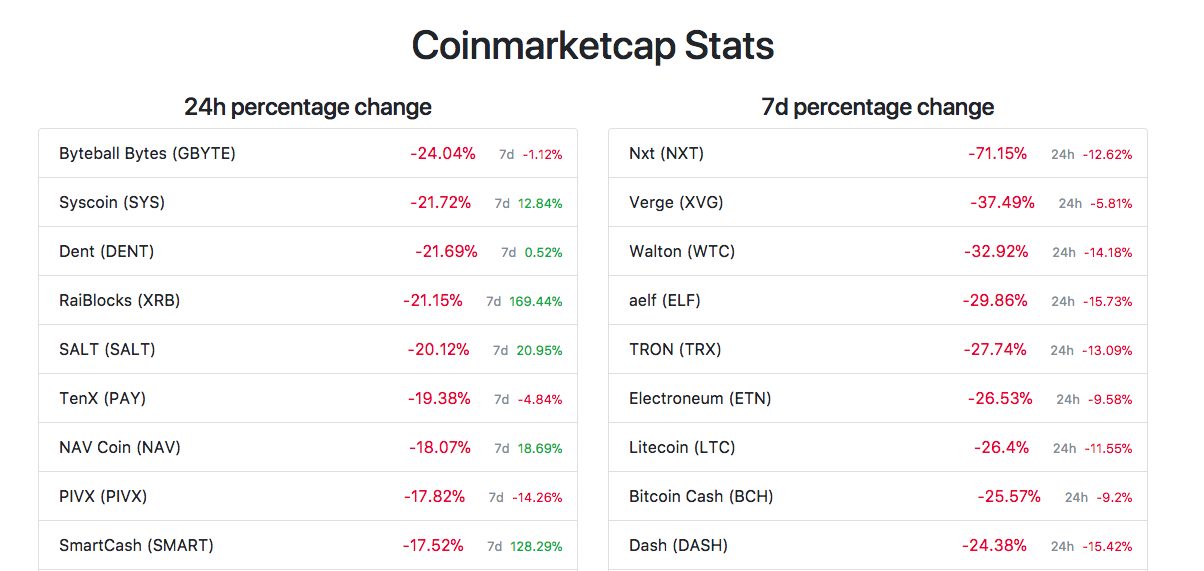 Coinmarketcap Stats
24h percentage change
Byteball Bytes (GBYTE) -24.04% 7d -1.12%
Syscoin (SYS) -21.72% 7d 12.84%
Dent (DENT) -21.69% 7d 0.52%
RaiBlocks (XRB) -21.15% 7d 169.44%
SALT (SALT) -20.12% 7d 20.95%
TenX (PAY) -19.38% 7d -4.84%
NAV Coin (NAV) -18.07% 7d 18.69%
PIVX (PIVX) -17.82% 7d -14.26%
SmartCash (SMART) -17.52% 7d 128.29%
7d percentage change
Nxt (NXT) -71.15% 24h -12.62%
Verge (XVG) -37.49% 24h -5.81%
Walton (WTC) -32.92% 24h -14.18%
aelf (ELF) -29.86% 24h -15.73%
TRON (TRX) -27.74% 24h -13.09%
Electroneum (ETN) -26.53% 24h -9.58%
Litecoin (LTC) -26.4% 24h -11.55%
Bitcoin Cash (BCH) -25.57% 24h -9.2%
Dash (DASH) -24.38% 24h -15.42%